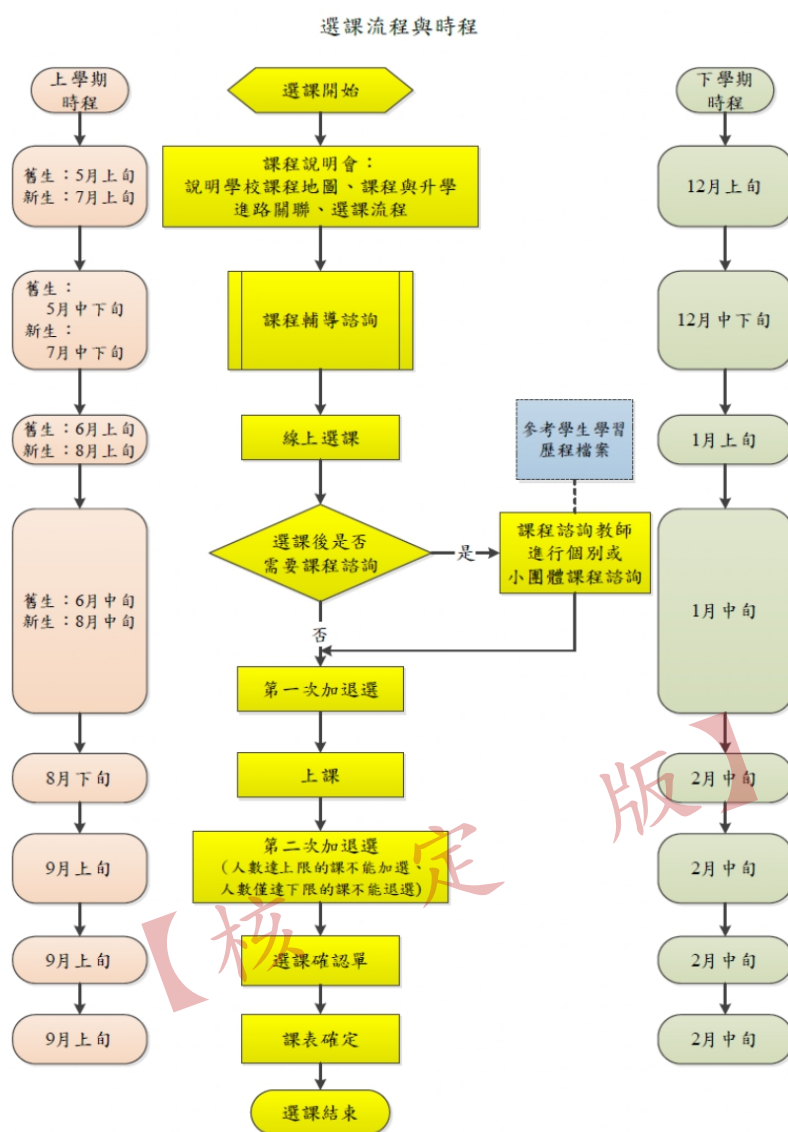 選課流程與時程
上學期
時程
選課開始
下學期
時程
舊生：5月上旬
新生：7月上旬
課程說明會：
說明學校課程地圖、課程與升學
進路關聯、選課流程
12月上旬
舊生：
5月中下旬
新生：
7月中下旬
課程輔導諮詢
12月中下旬
舊生：6月上旬
新生：8月上旬
線上選課
參考學生學習
歷程檔案
1月上旬
舊生：6月中旬
新生：8月中旬
選課後是否
需要課程諮詢
是
課程諮詢教師
進行個別或
小團體課程諮詢
1月中旬
否
第一次加退選
8月下旬
上課
2月中旬
9月上旬
第二次加退選
(人數達上限的課不能加選、
人數僅達下限的課不能退選)
2月中旬
9月上旬
選課確認單
2月中旬
9月上旬
課表確定
2月中旬
選課結束
【核定版】